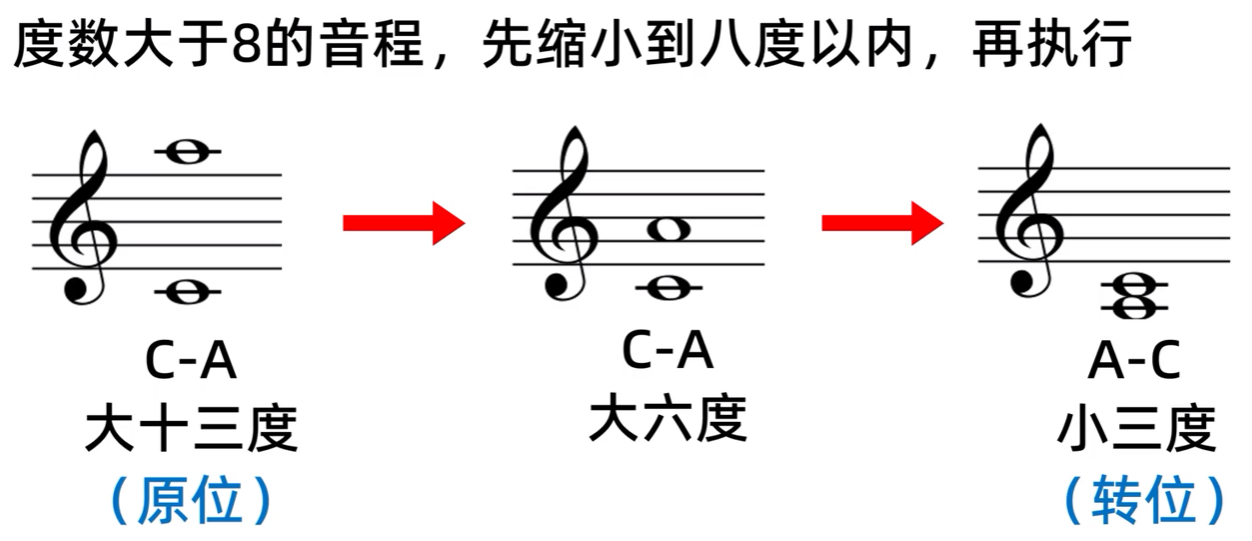 度数大于8的音程，先缩小到八度以内，再执行
C-A
大十三度
（原位）
C-A
大六度
A-C
小三度
（转位）